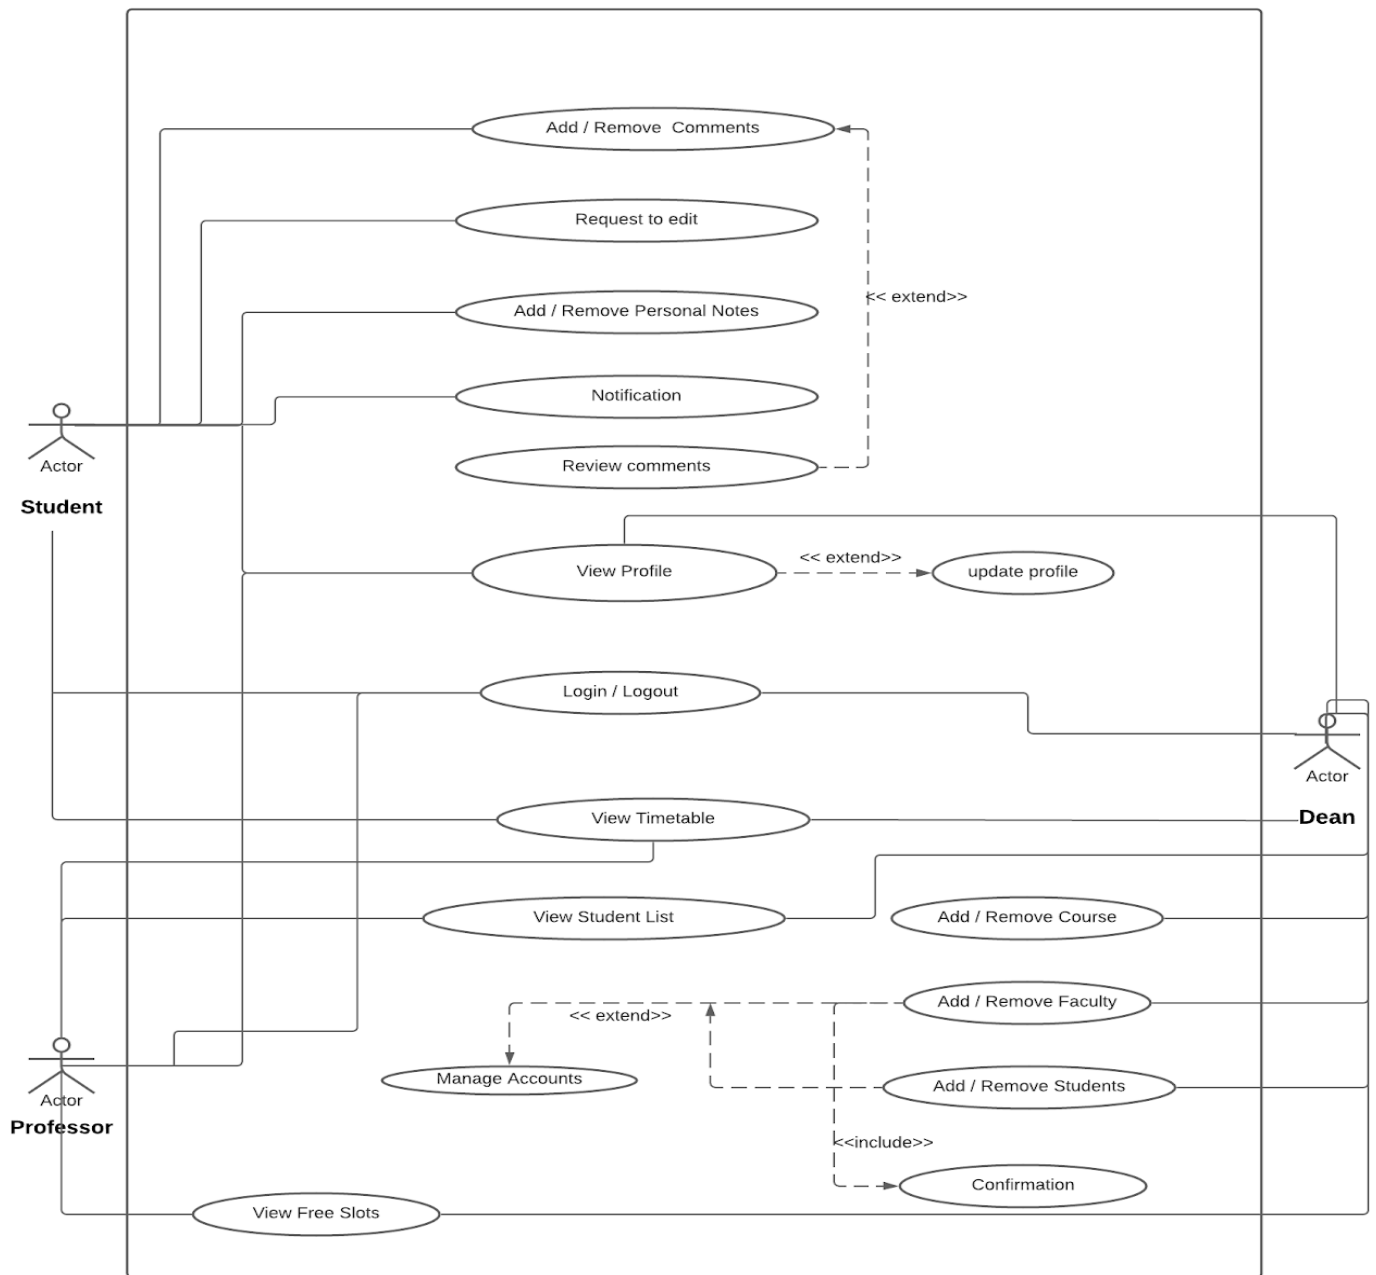 Add / Remove  Comments
Request to edit
<< extend>>
Add / Remove Personal Notes
Notification
Actor
Review comments
Student
<< extend>>
View Profile
update profile
Login / Logout
Actor
View Timetable
Dean
View Student List
Add / Remove Course
Add / Remove Faculty
<< extend>>
Manage Accounts
Add / Remove Students
Actor
Professor
<<include>>
Confirmation
View Free Slots